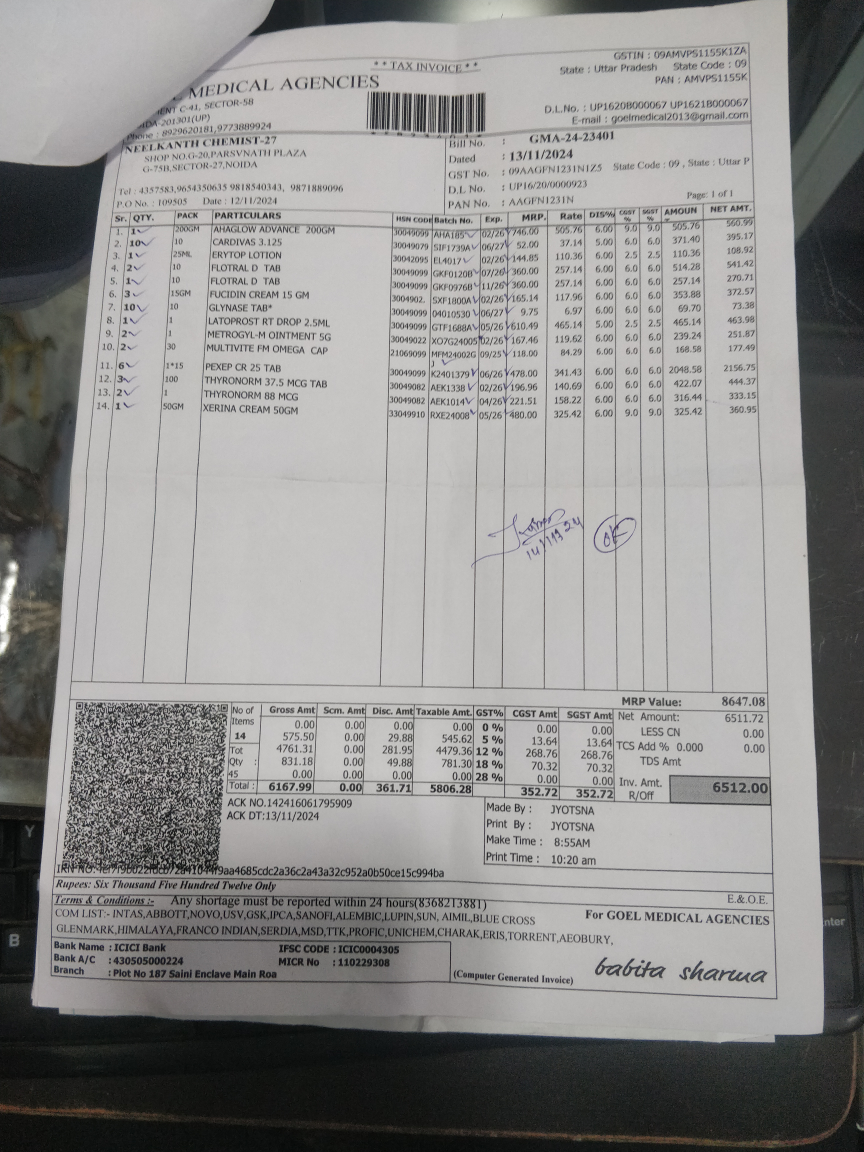 **TAX INVOICE**
GSTIN : 09AMVPS1155K1ZA
State : Uttar Pradesh State Code : 09
PAN : AMVPS1155K
MEDICAL AGENCIES
C-41, SECTOR-58
-201301(UP)
Phone : 8929620181,9773889924
D.L.No. : UP1620B000067 UP16218000067
E-mail : goelmedical2013@gmail.com
NEELKANTH CHEMIST-27
SHOP NO.G-20,PARSVNATH PLAZA
G-75B,SECTOR-27,NOIDA
Tel : 4357583,9654350635 9818540343, 9871889096
P.O No. : 109505 Date : 12/11/2024
Bill No. : GMA-24-23401
Dated : 13/11/2024
GST No. : 09AAGFN1231N1Z5 State Code : 09 , State : Uttar P
D.L. No. : UP16/20/0000923
PAN No. : AAGFN1231N
Page: 1 of 1
Sr. QTY. PACK PARTICULARS HSN CODE Batch No. Exp. MRP. Rate DIS% CGST % SGST % AMOUN NET AMT.
1. 1 200GM AHAGLOW ADVANCE 200GM 30049099 AHA185 02/26 746.00 505.76 6.00 9.0 9.0 505.76 560.99
2. 10 10 CARDIVAS 3.125 30049079 SIF1739A 06/27 52.00 37.14 5.00 6.0 6.0 371.40 395.17
3. 1 25ML ERYTOP LOTION 30042095 EL4017 02/26 144.85 110.36 6.00 2.5 2.5 110.36 108.92
4. 2 10 FLOTRAL D TAB 30049099 GKF0120B 07/26 360.00 257.14 6.00 6.0 6.0 514.28 541.42
5. 1 10 FLOTRAL D TAB 30049099 GKF0976B 11/26 360.00 257.14 6.00 6.0 6.0 257.14 270.71
6. 3 15GM FUCIDIN CREAM 15 GM 3004902. SXF1800A 02/26 165.14 117.96 6.00 6.0 6.0 353.88 372.57
7. 10 10 GLYNASE TAB* 30049099 04010530 06/27 9.75 6.97 6.00 6.0 6.0 69.70 73.38
8. 1 1 LATOPROST RT DROP 2.5ML 30049099 GTF1688A 05/26 610.49 465.14 5.00 2.5 2.5 465.14 463.98
9. 2 1 METROGYL-M OINTMENT 5G 30049022 XO7G24005 02/26 167.46 119.62 6.00 6.0 6.0 239.24 251.87
10. 2 30 MULTIVITE FM OMEGA CAP 21069099 MFM24002G 09/25 118.00 84.29 6.00 6.0 6.0 168.58 177.49
11. 6 1*15 PEXEP CR 25 TAB 30049099 K2401379 06/26 478.00 341.43 6.00 6.0 6.0 2048.58 2156.75
12. 3 100 THYRONORM 37.5 MCG TAB 30049082 AEK1338 02/26 196.96 140.69 6.00 6.0 6.0 422.07 444.37
13. 2 1 THYRONORM 88 MCG 30049082 AEK1014 04/26 221.51 158.22 6.00 6.0 6.0 316.44 333.15
14. 1 50GM XERINA CREAM 50GM 33049910 RXE24008 05/26 480.00 325.42 6.00 9.0 9.0 325.42 360.95
OK
MRP Value: 8647.08
No of Items 14 Tot Qty : 45
Gross Amt Scm. Amt Disc. Amt Taxable Amt. GST% CGST Amt SGST Amt
0.00 0.00 0.00 0.00 0 % 0.00 0.00
575.50 0.00 29.88 545.62 5 % 13.64 13.64
4761.31 0.00 281.95 4479.36 12 % 268.76 268.76
831.18 0.00 49.88 781.30 18 % 70.32 70.32
0.00 0.00 0.00 0.00 28 % 0.00 0.00
Total : 6167.99 0.00 361.71 5806.28 352.72 352.72
Net Amount: 6511.72
LESS CN 0.00
TCS Add % 0.000 0.00
TDS Amt
Inv. Amt. R/Off 6512.00
ACK NO.142416061795909
ACK DT:13/11/2024
Made By : JYOTSNA
Print By : JYOTSNA
Make Time : 8:55AM
Print Time : 10:20 am
Rupees: Six Thousand Five Hundred Twelve Only
E.&O.E.
Terms & Conditions :- Any shortage must be reported within 24 hours(8368213881)
COM LIST:- INTAS,ABBOTT,NOVO,USV,GSK,IPCA,SANOFI,ALEMBIC,LUPIN,SUN, AIMIL,BLUE CROSS
GLENMARK,HIMALAYA,FRANCO INDIAN,SERDIA,MSD,TTK,PROFIC,UNICHEM,CHARAK,ERIS,TORRENT,AEOBURY,
For GOEL MEDICAL AGENCIES
Bank Name : ICICI Bank IFSC CODE : ICIC0004305
Bank A/C : 430505000224 MICR No : 110229308
Branch : Plot No 187 Saini Enclave Main Roa
(Computer Generated Invoice)
babita sharma